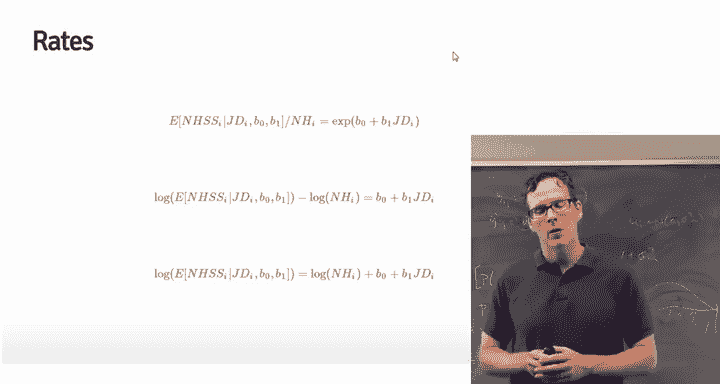 Rates
E[NHSS_i|JD_i, b_0, b_1]/NH_i = exp(b_0 + b_1JD_i)
log(E[NHSS_i|JD_i, b_0, b_1]) − log(NH_i) = b_0 + b_1JD_i
log(E[NHSS_i|JD_i, b_0, b_1]) = log(NH_i) + b_0 + b_1JD_i